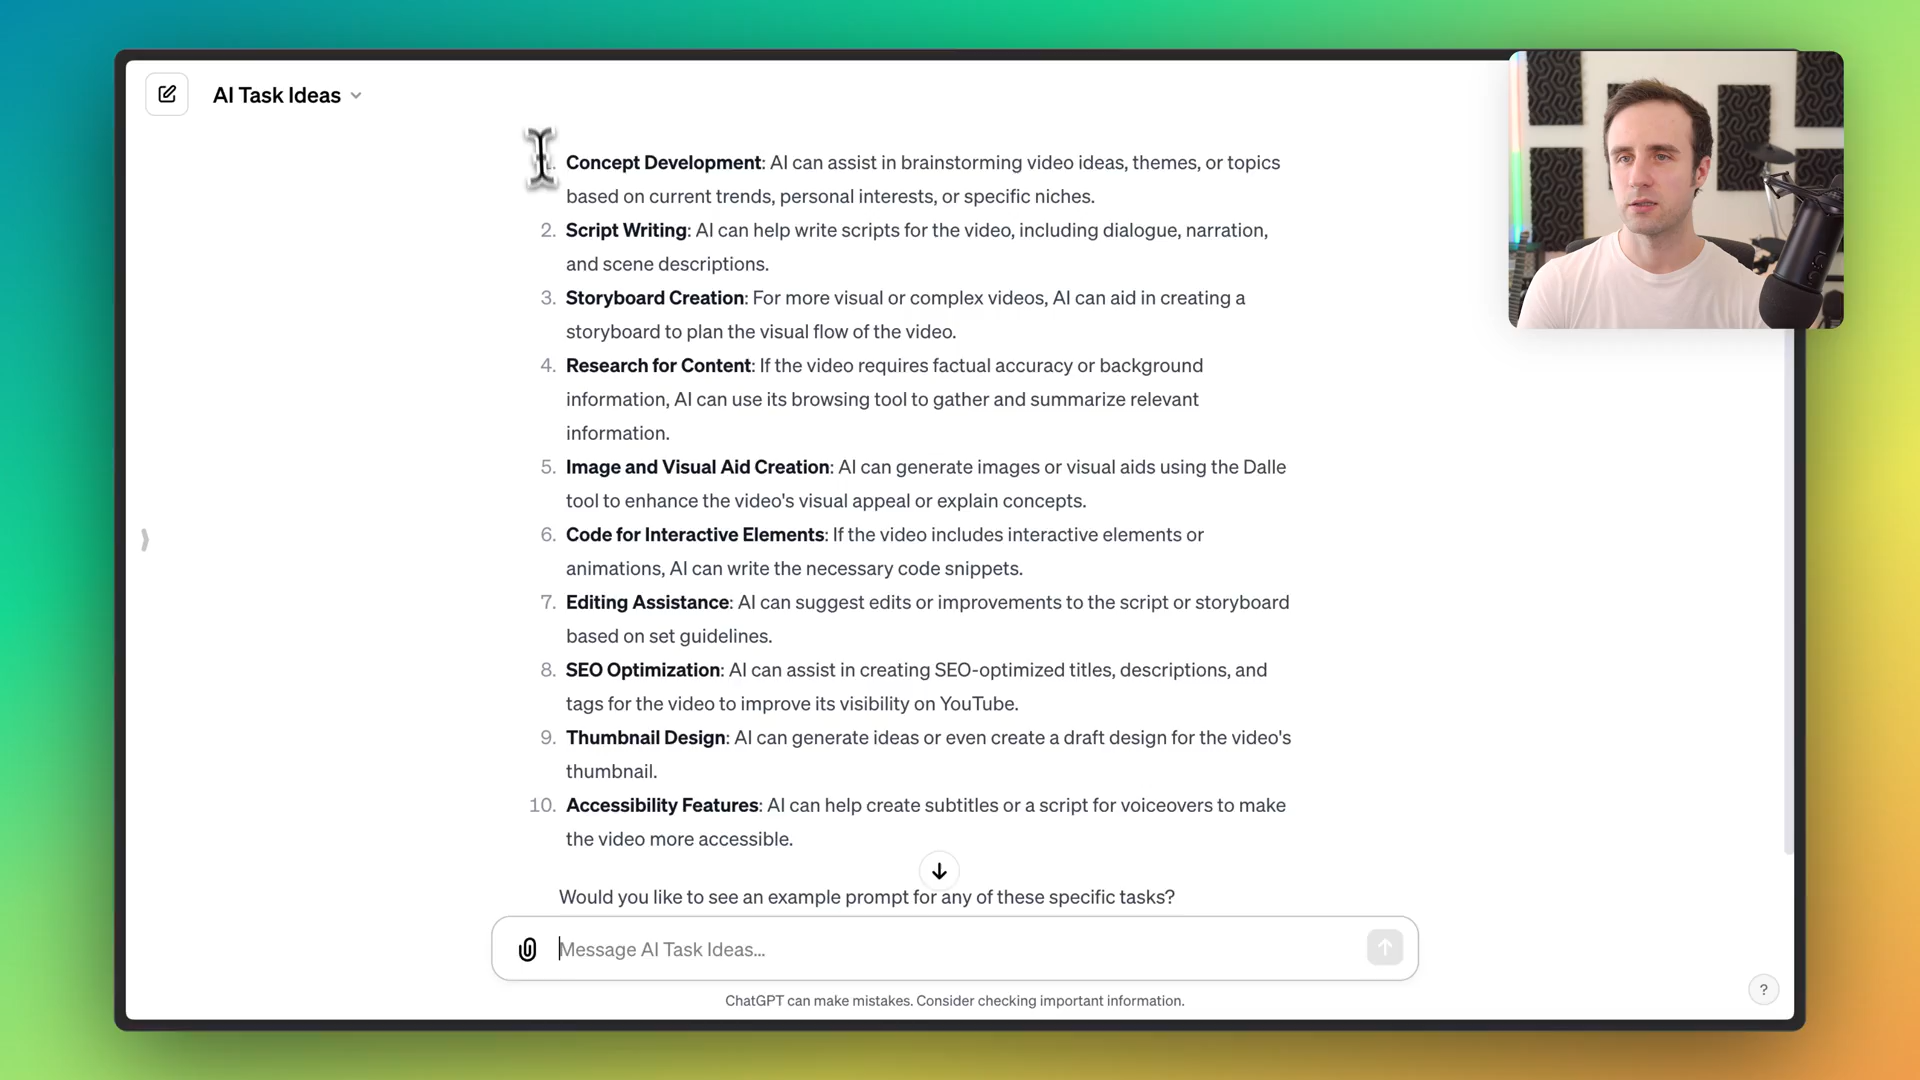 AI Task Ideas
Concept Development: AI can assist in brainstorming video ideas, themes, or topics
based on current trends, personal interests, or specific niches.
2. Script Writing: AI can help write scripts for the video, including dialogue, narration,
and scene descriptions.
3. Storyboard Creation: For more visual or complex videos, AI can aid in creating a
storyboard to plan the visual flow of the video.
4. Research for Content: If the video requires factual accuracy or background
information, AI can use its browsing tool to gather and summarize relevant
information.
5. Image and Visual Aid Creation: AI can generate images or visual aids using the Dalle
tool to enhance the video's visual appeal or explain concepts.
6. Code for Interactive Elements: If the video includes interactive elements or
animations, AI can write the necessary code snippets.
7. Editing Assistance: AI can suggest edits or improvements to the script or storyboard
based on set guidelines.
8. SEO Optimization: AI can assist in creating SEO-optimized titles, descriptions, and
tags for the video to improve its visibility on YouTube.
9. Thumbnail Design: AI can generate ideas or even create a draft design for the video's
thumbnail.
10. Accessibility Features: AI can help create subtitles or a script for voiceovers to make
the video more accessible.
Would you like to see an example prompt for any of these specific tasks?
Message AI Task Ideas...
ChatGPT can make mistakes. Consider checking important information.
?